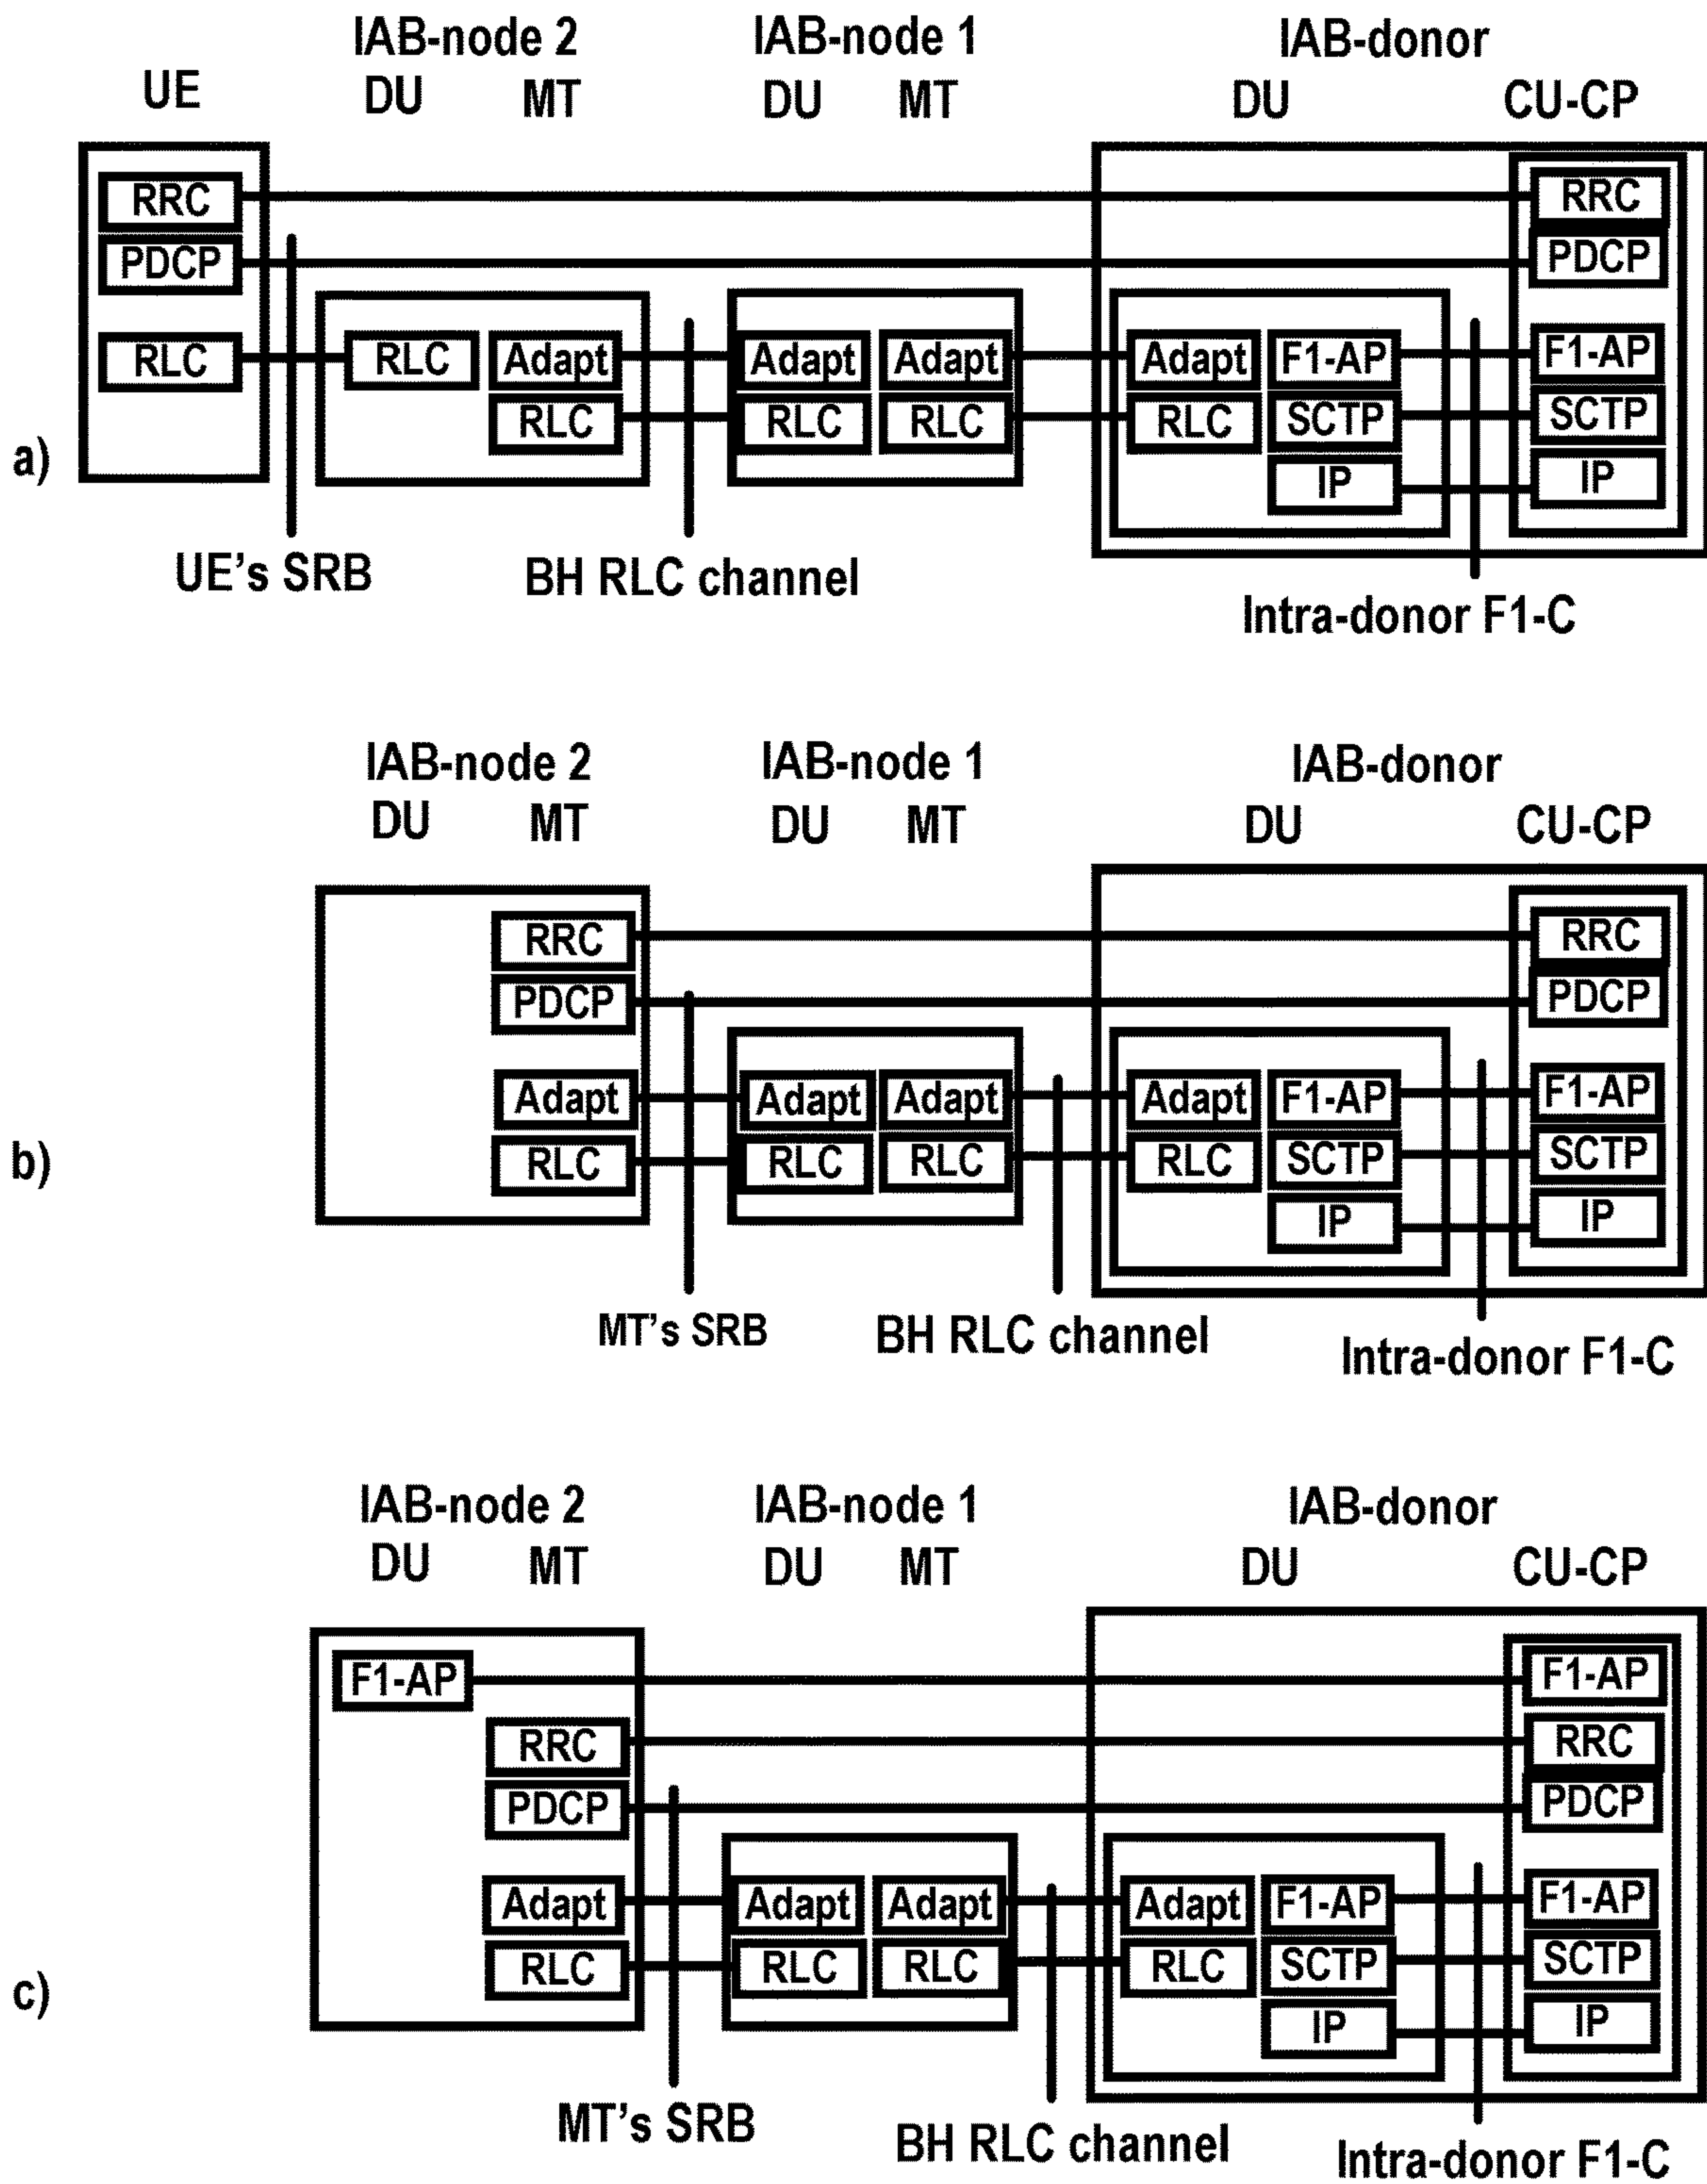 IAB-node 2 IAB-node 1 IAB-donor
UE DU MT DU MT DU CU-CP
RRC RRC
PDCP PDCP
RLC RLC Adapt Adapt Adapt Adapt F1-AP F1-AP
RLC RLC RLC RLC SCTP SCTP
a) IP IP
UE's SRB BH RLC channel
Intra-donor F1-C
IAB-node 2 IAB-node 1 IAB-donor
DU MT DU MT DU CU-CP
RRC RRC
PDCP PDCP
Adapt Adapt Adapt Adapt F1-AP F1-AP
b) RLC RLC RLC RLC SCTP SCTP
IP IP
MT's SRB BH RLC channel
Intra-donor F1-C
IAB-node 2 IAB-node 1 IAB-donor
DU MT DU MT DU CU-CP
F1-AP F1-AP
RRC RRC
PDCP PDCP
Adapt Adapt Adapt Adapt F1-AP F1-AP
c) RLC RLC RLC RLC SCTP SCTP
IP IP
MT's SRB BH RLC channel
Intra-donor F1-C